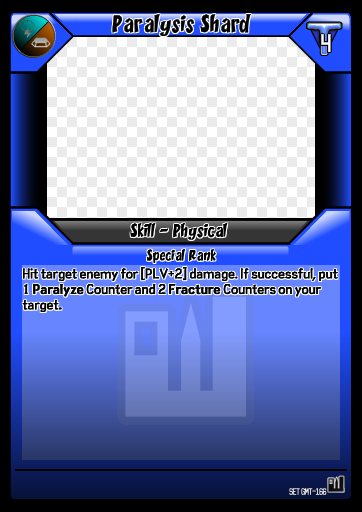 Paralysis Shard
4
Skill - Physical
Special Rank
Hit target enemy for [PLV+2] damage. If successful, put
1 Paralyze Counter and 2 Fracture Counters on your
target.
SET GMT-166